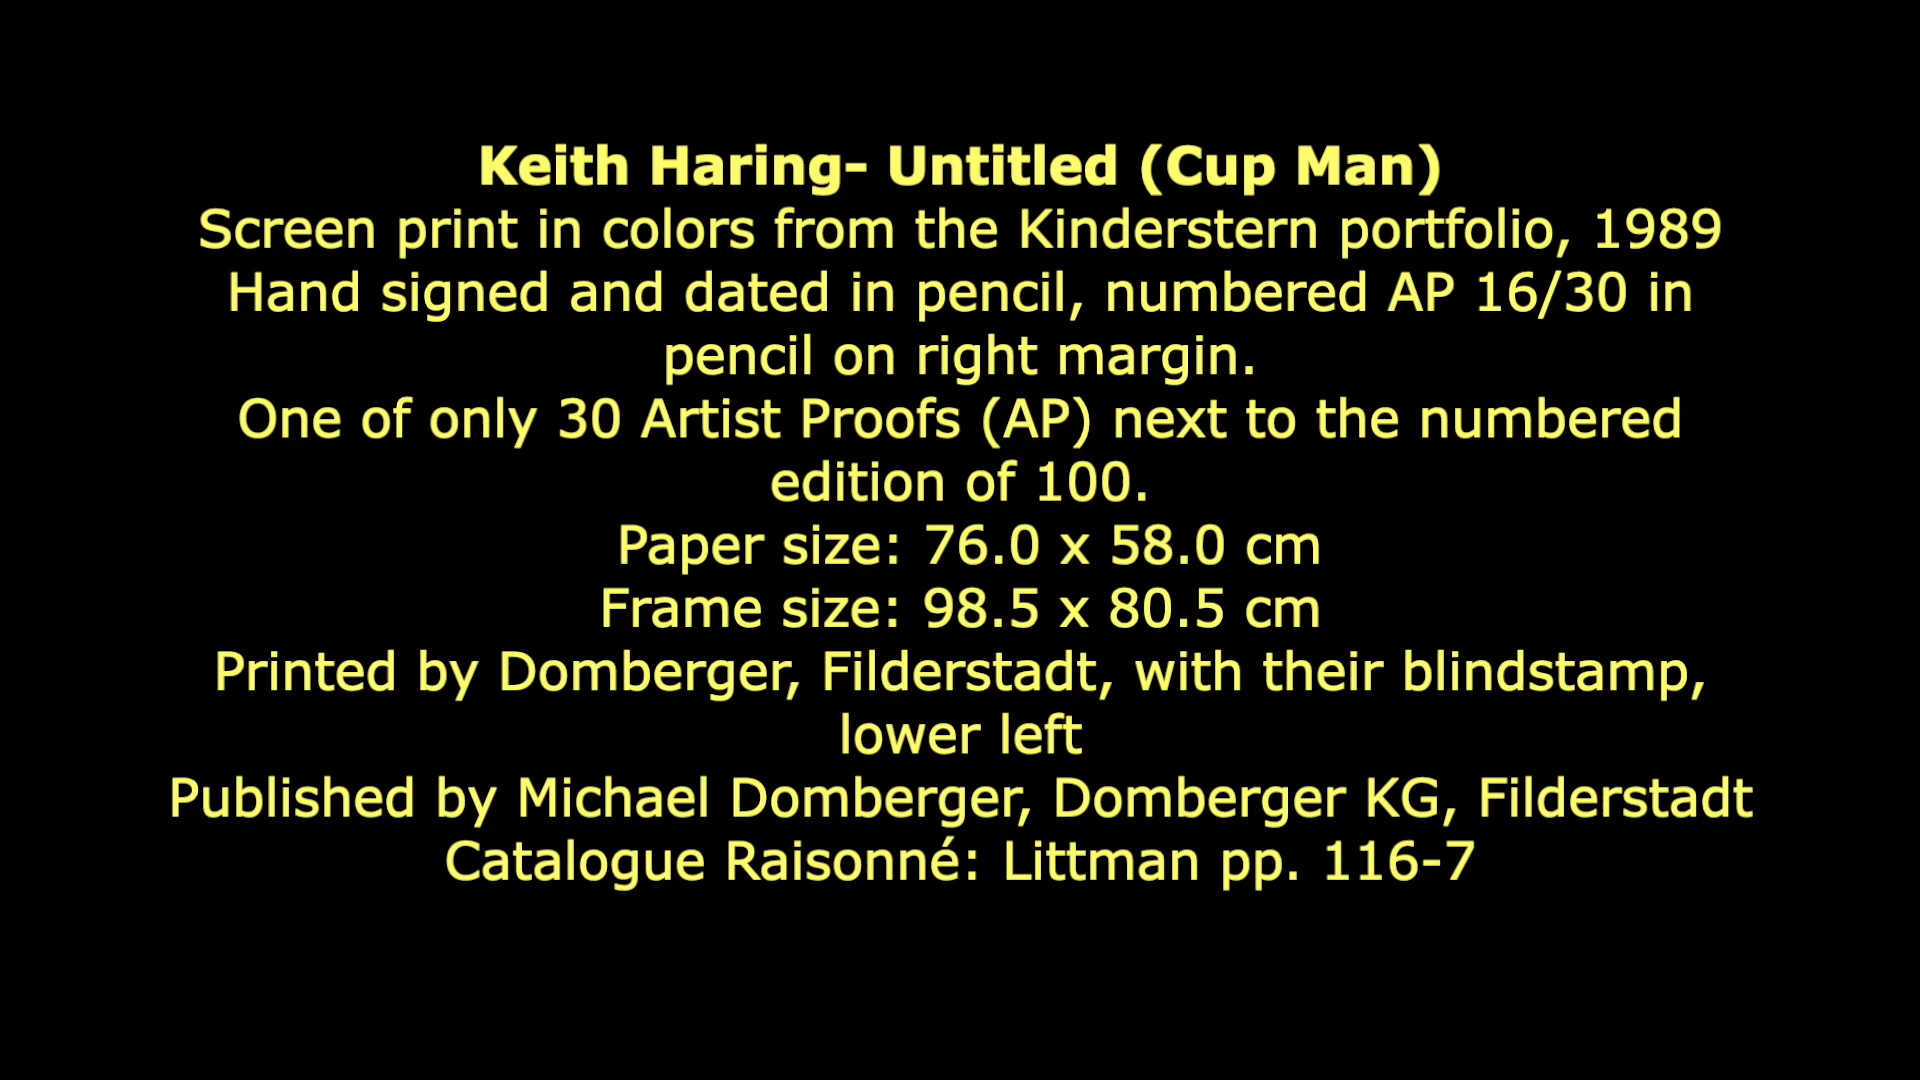 Keith Haring- Untitled (Cup Man)
Screen print in colors from the Kinderstern portfolio, 1989
Hand signed and dated in pencil, numbered AP 16/30 in
pencil on right margin.
One of only 30 Artist Proofs (AP) next to the numbered
edition of 100.
Paper size: 76.0 x 58.0 cm
Frame size: 98.5 x 80.5 cm
Printed by Domberger, Filderstadt, with their blindstamp,
lower left
Published by Michael Domberger, Domberger KG, Filderstadt
Catalogue Raisonné: Littman pp. 116-7